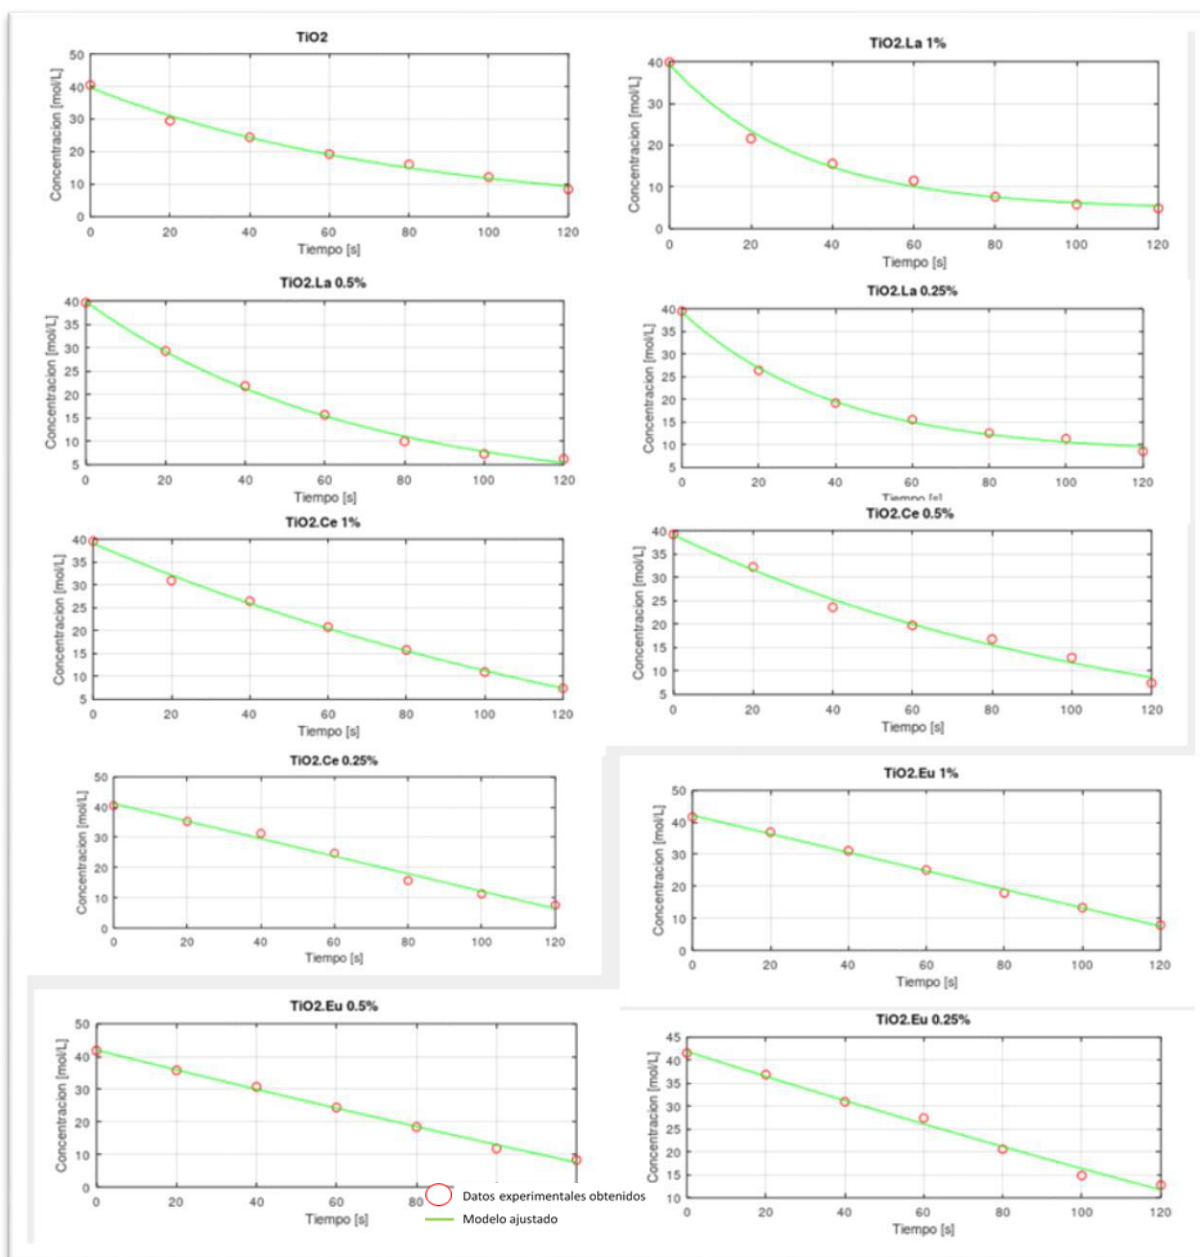 TiO2
Concentracion [mol/L]
50
40
30
20
10
0
0 20 40 60 80 100 120
Tiempo [s]
TiO2.La 1%
Concentracion [mol/L]
40
30
20
10
0
0 20 40 60 80 100 120
Tiempo [s]
TiO2.La 0.5%
Concentracion [mol/L]
40
35
30
25
20
15
10
5
0 20 40 60 80 100 120
Tiempo [s]
TiO2.La 0.25%
Concentracion [mol/L]
40
35
30
25
20
15
10
5
0 20 40 60 80 100 120
Tiempo [s]
TiO2.Ce 1%
Concentracion [mol/L]
40
35
30
25
20
15
10
5
0 20 40 60 80 100 120
Tiempo [s]
TiO2.Ce 0.5%
Concentracion [mol/L]
40
35
30
25
20
15
10
5
0 20 40 60 80 100 120
Tiempo [s]
TiO2.Ce 0.25%
Concentracion [mol/L]
50
40
30
20
10
0
0 20 40 60 80 100 120
Tiempo [s]
TiO2.Eu 1%
Concentracion [mol/L]
50
40
30
20
10
0
0 20 40 60 80 100 120
Tiempo [s]
TiO2.Eu 0.5%
Concentracion [mol/L]
50
40
30
20
10
0
0 20 40 60 80
Tiempo [s]
Datos experimentales obtenidos
Modelo ajustado
TiO2.Eu 0.25%
Concentracion [mol/L]
45
40
35
30
25
20
15
10
0 20 40 60 80 100 120
Tiempo [s]